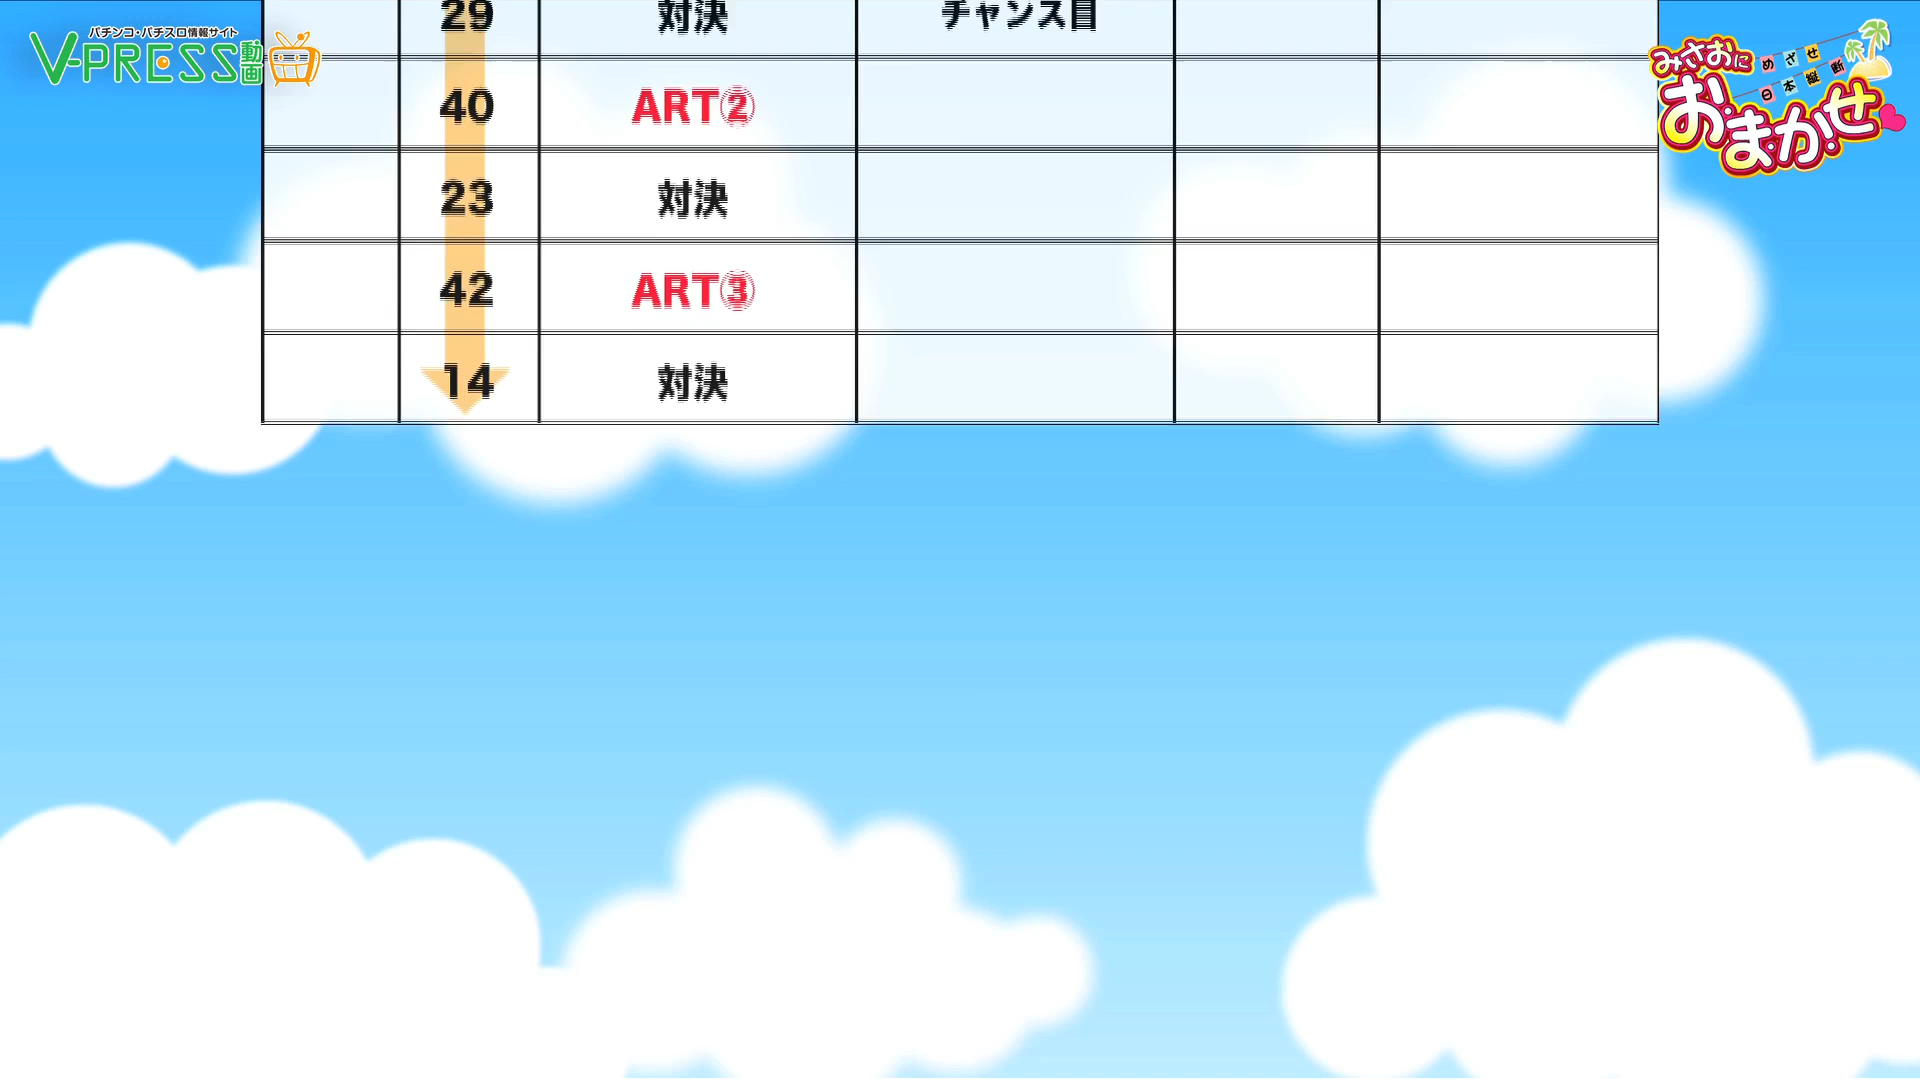 パチンコ・パチスロ情報サイト
V-PRESS動画
みさおに
めざせ
日本縦断
おまかせ
29 対決 チャンス目
40 ART②
23 対決
42 ART③
14 対決